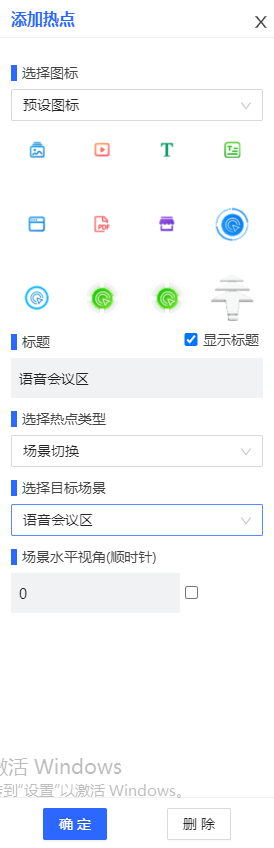 添加热点
选择图标
预设图标
T
T
PDF
标题
显示标题
语音会议区
选择热点类型
场景切换
选择目标场景
语音会议区
场景水平视角(顺时针)
0
激活 Windows
转到“设置”以激活 Windows。
确 定
删 除